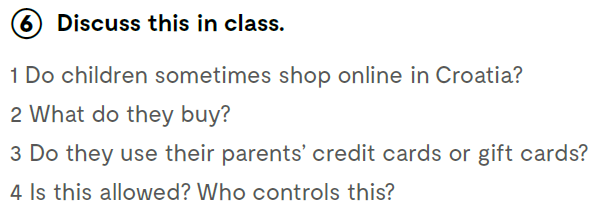 6 Discuss this in class.
1 Do children sometimes shop online in Croatia?
2 What do they buy?
3 Do they use their parents’ credit cards or gift cards?
4 Is this allowed? Who controls this?